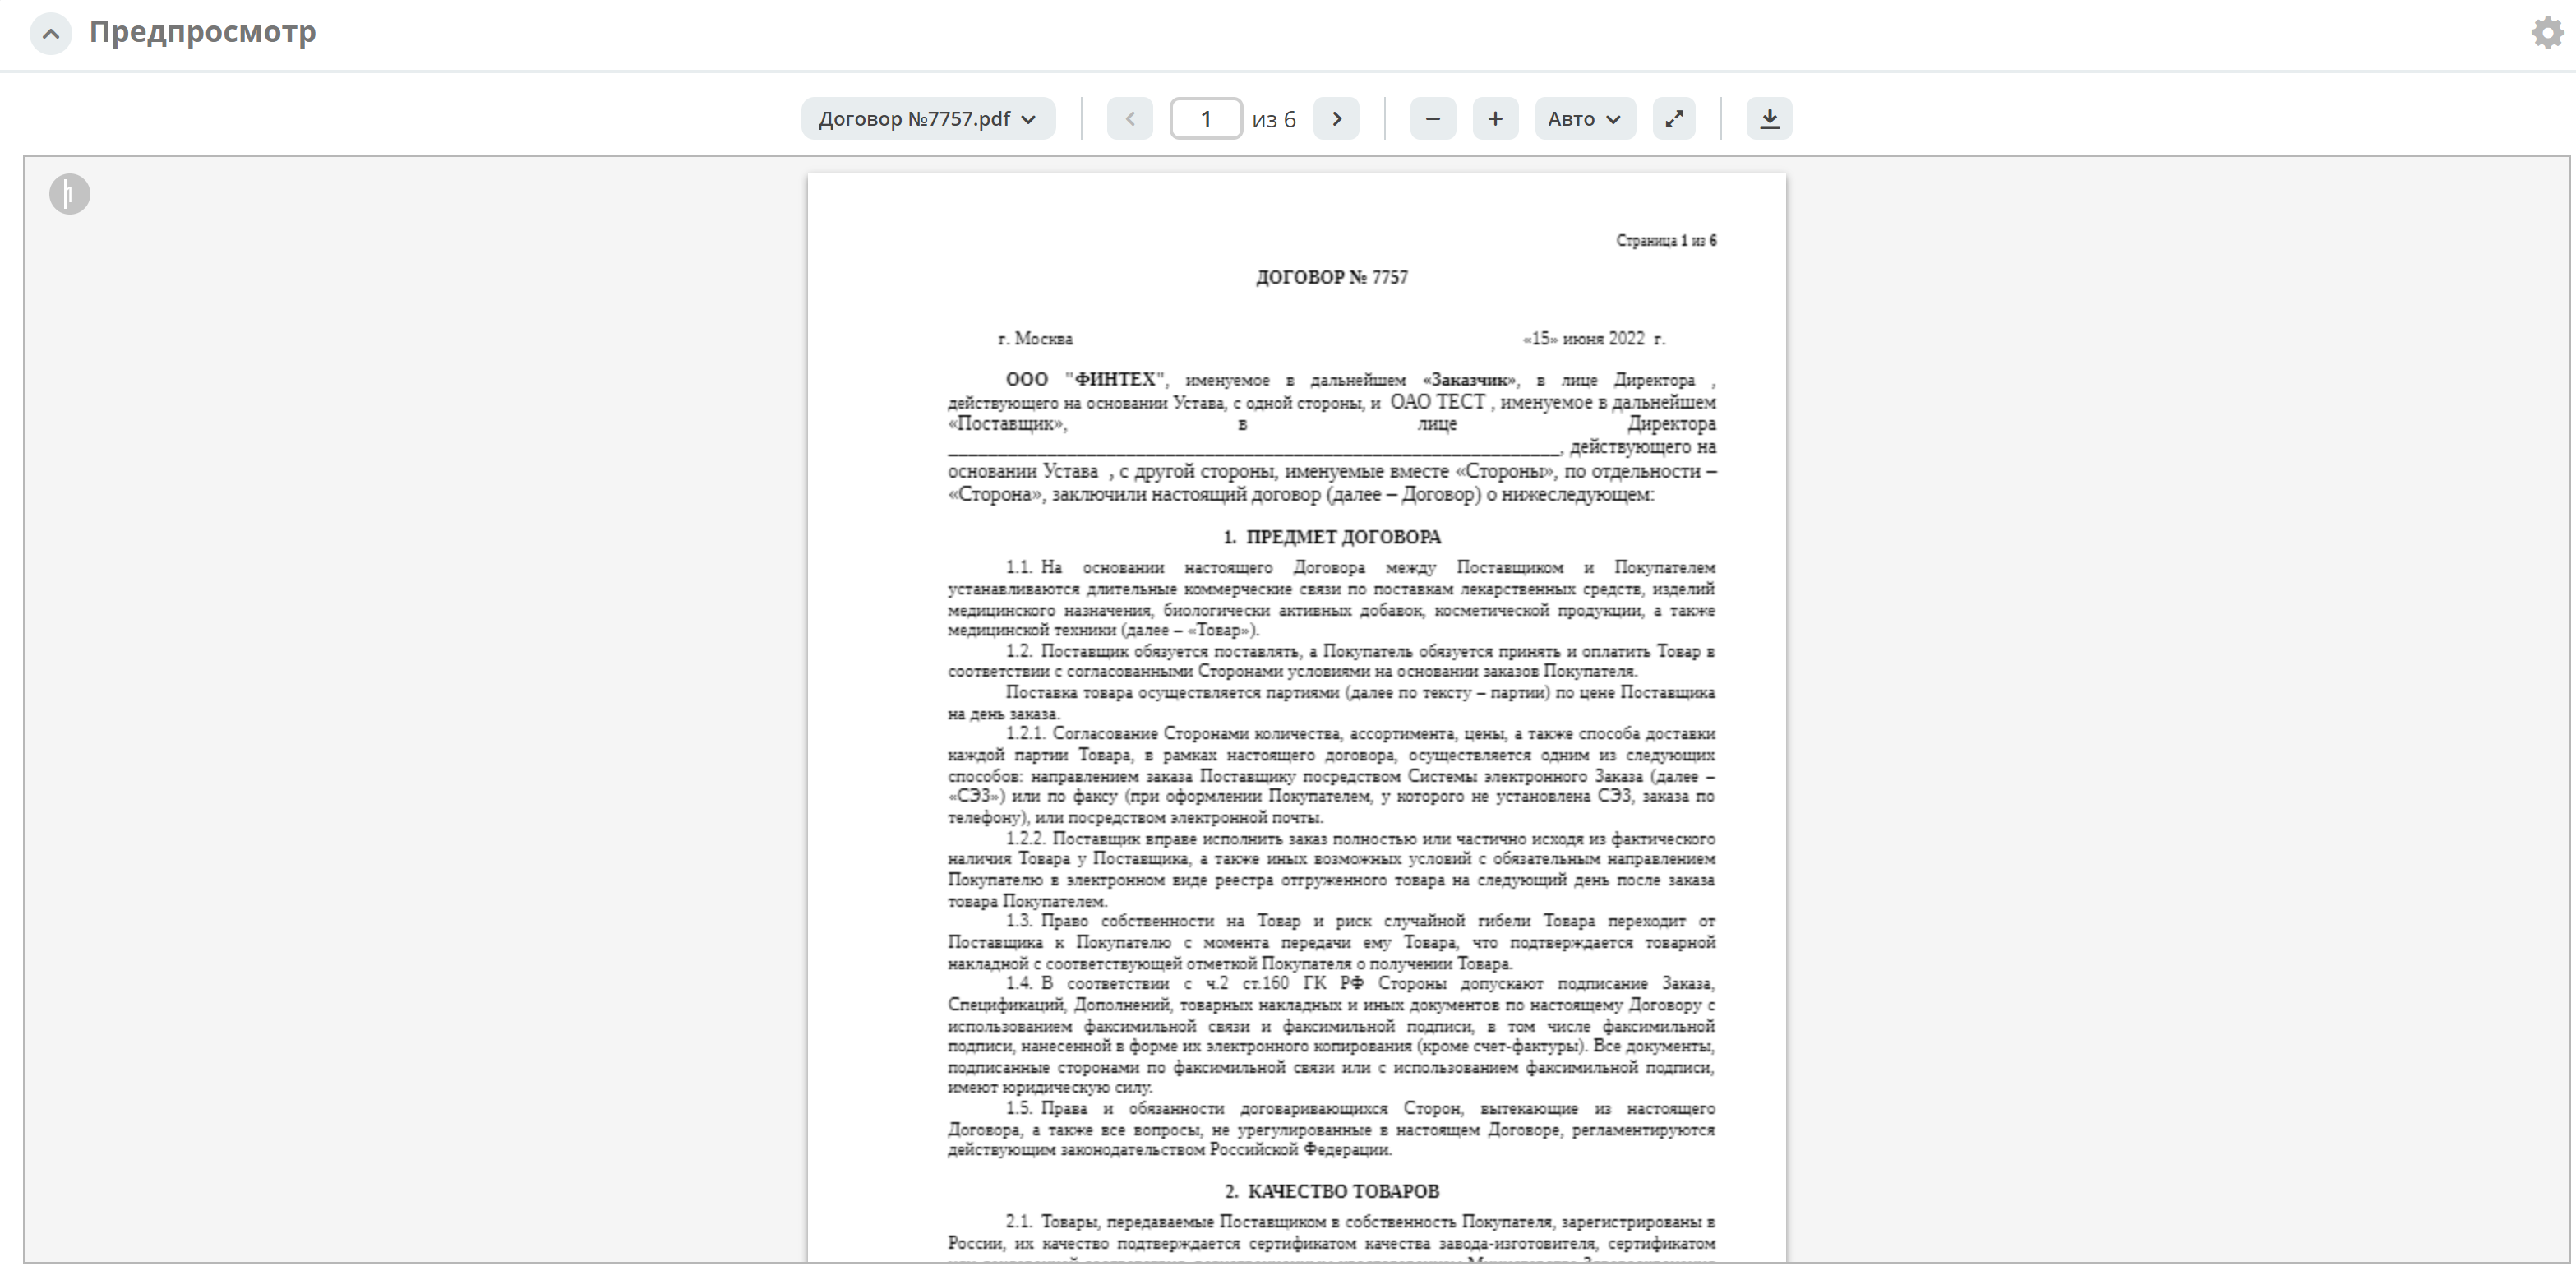 Предпросмотр
Договор №7757.pdf
1 из 6
Авто
Страница 1 из 6
ДОГОВОР № 7757
г. Москва «15» июня 2022 г.
ООО "ФИНТЕХ", именуемое в дальнейшем «Заказчик», в лице Директора ,
действующего на основании Устава, с одной стороны, и ОАО ТЕСТ , именуемое в дальнейшем
«Поставщик», в лице Директора
______________________________________________________________, действующего на
основании Устава , с другой стороны, именуемые вместе «Стороны», по отдельности –
«Сторона», заключили настоящий договор (далее – Договор) о нижеследующем:
1. ПРЕДМЕТ ДОГОВОРА
1.1. На основании настоящего Договора между Поставщиком и Покупателем
устанавливаются длительные коммерческие связи по поставкам лекарственных средств, изделий
медицинского назначения, биологически активных добавок, косметической продукции, а также
медицинской техники (далее – «Товар»).
1.2. Поставщик обязуется поставлять, а Покупатель обязуется принять и оплатить Товар в
соответствии с согласованными Сторонами условиями на основании заказов Покупателя.
Поставка товара осуществляется партиями (далее по тексту – партии) по цене Поставщика
на день заказа.
1.2.1. Согласование Сторонами количества, ассортимента, цены, а также способа доставки
каждой партии Товара, в рамках настоящего договора, осуществляется одним из следующих
способов: направлением заказа Поставщику посредством Системы электронного Заказа (далее –
«СЭЗ») или по факсу (при оформлении Покупателем, у которого не установлена СЭЗ, заказа по
телефону), или посредством электронной почты.
1.2.2. Поставщик вправе исполнить заказ полностью или частично исходя из фактического
наличия Товара у Поставщика, а также иных возможных условий с обязательным направлением
Покупателю в электронном виде реестра отгруженного товара на следующий день после заказа
товара Покупателем.
1.3. Право собственности на Товар и риск случайной гибели Товара переходит от
Поставщика к Покупателю с момента передачи ему Товара, что подтверждается товарной
накладной с соответствующей отметкой Покупателя о получении Товара.
1.4. В соответствии с ч.2 ст.160 ГК РФ Стороны допускают подписание Заказа,
Спецификаций, Дополнений, товарных накладных и иных документов по настоящему Договору с
использованием факсимильной связи и факсимильной подписи, в том числе факсимильной
подписи, нанесенной в форме их электронного копирования (кроме счет-фактуры). Все документы,
подписанные сторонами по факсимильной связи или с использованием факсимильной подписи,
имеют юридическую силу.
1.5. Права и обязанности договаривающихся Сторон, вытекающие из настоящего
Договора, а также все вопросы, не урегулированные в настоящем Договоре, регламентируются
действующим законодательством Российской Федерации.
2. КАЧЕСТВО ТОВАРОВ
2.1. Товары, передаваемые Поставщиком в собственность Покупателя, зарегистрированы в
России, их качество подтверждается сертификатом качества завода-изготовителя, сертификатом